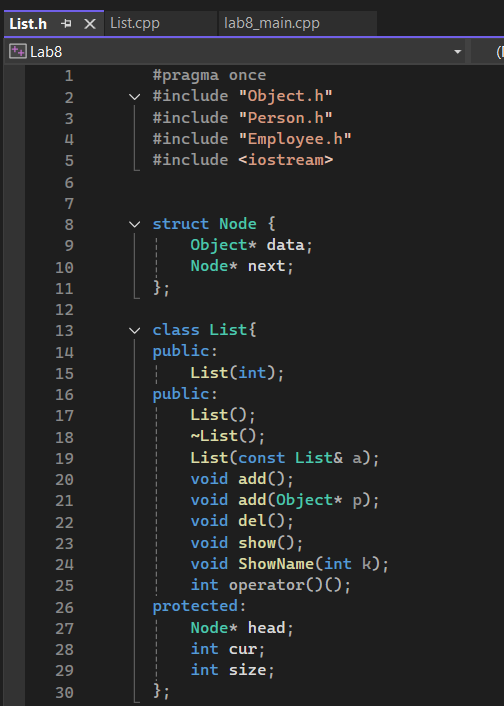 List.h List.cpp lab8_main.cpp
Lab8
1 #pragma once
2 #include "Object.h"
3 #include "Person.h"
4 #include "Employee.h"
5 #include <iostream>
6
7
8 struct Node {
9 Object* data;
10 Node* next;
11 };
12
13 class List{
14 public:
15 List(int);
16 public:
17 List();
18 ~List();
19 List(const List& a);
20 void add();
21 void add(Object* p);
22 void del();
23 void show();
24 void ShowName(int k);
25 int operator()();
26 protected:
27 Node* head;
28 int cur;
29 int size;
30 };